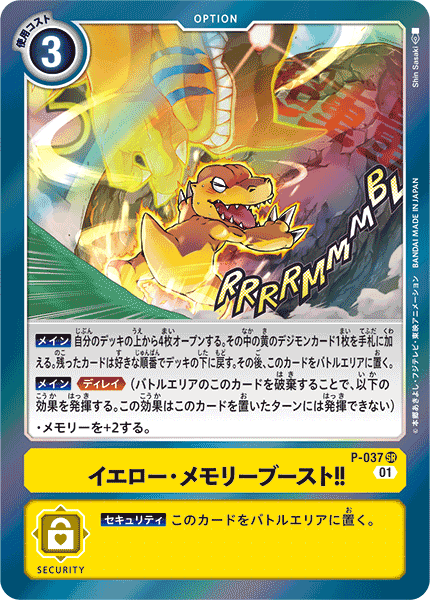 OPTION
使用コスト
3
Shin Sasaki
RRRRMMMMBL
BANDAI MADE IN JAPAN
©本郷あきよし・フジテレビ・東映アニメーション
メイン 自分のデッキの上から4枚オープンする。その中の黄のデジモンカード1枚を手札に加
える。残ったカードは好きな順番でデッキの下に戻す。その後、このカードをバトルエリアに置く。
メイン ディレイ (バトルエリアのこのカードを破棄することで、以下の
効果を発揮する。この効果はこのカードを置いたターンには発揮できない)
・メモリーを+2する。
P-037 SR
01
イエロー・メモリーブースト!!
セキュリティ このカードをバトルエリアに置く。
SECURITY